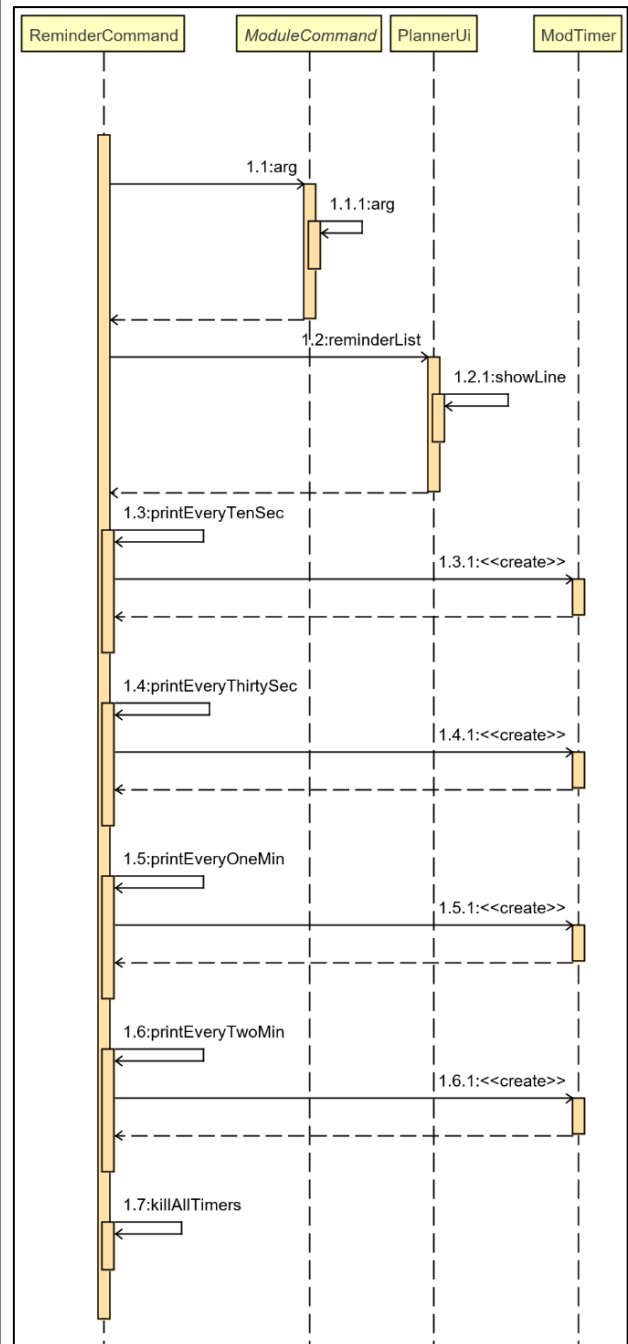 ReminderCommand
ModuleCommand
PlannerUi
ModTimer
1.1:arg
1.1.1:arg
1.2:reminderList
1.2.1:showLine
1.3:printEveryTenSec
1.3.1:<<create>>
1.4:printEveryThirtySec
1.4.1:<<create>>
1.5:printEveryOneMin
1.5.1:<<create>>
1.6:printEveryTwoMin
1.6.1:<<create>>
1.7:killAllTimers